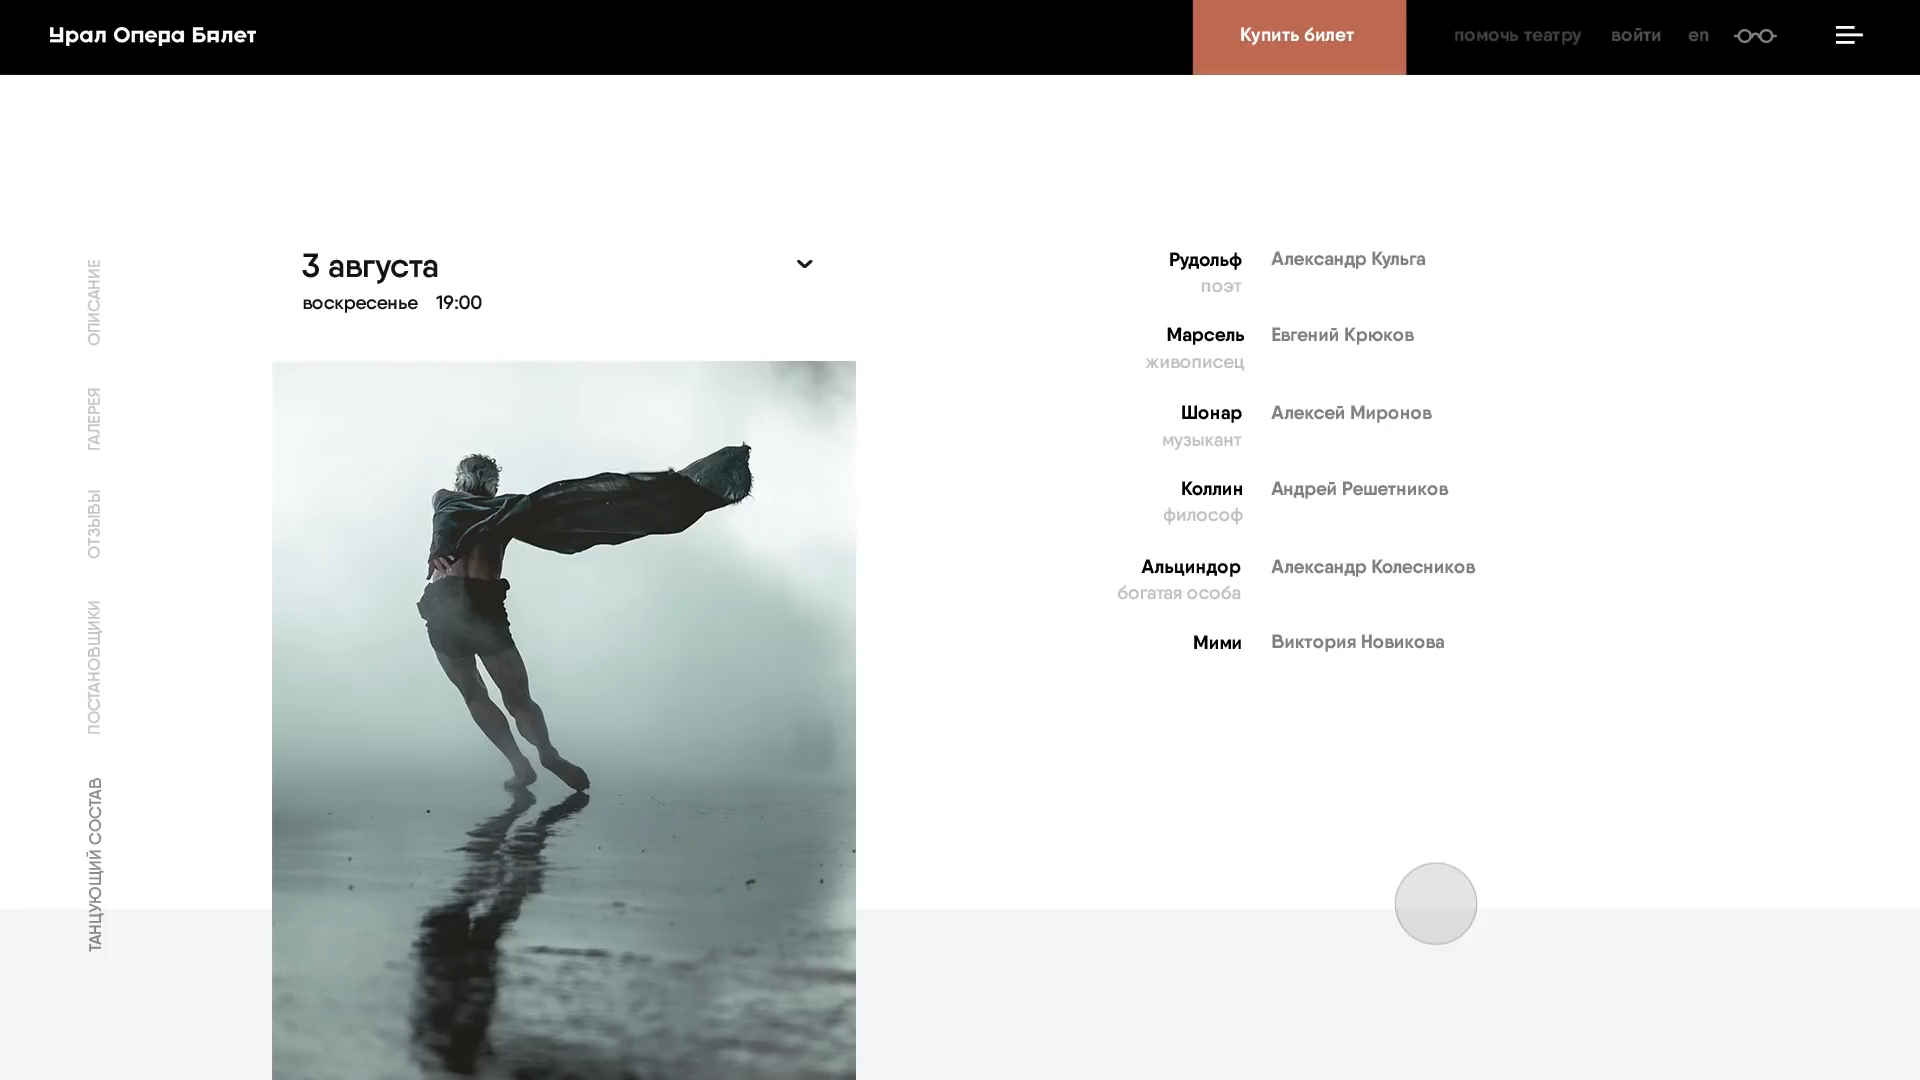 Урал Опера Бялет
Купить билет
помочь театру
войти
en
3 августа
воскресенье 19:00
ОПИСАНИЕ
ГАЛЕРЕЯ
ОТЗЫВЫ
ПОСТАНОВЩИКИ
ТАНЦУЮЩИЙ СОСТАВ
Рудольф Александр Кульга
поэт
Марсель Евгений Крюков
живописец
Шонар Алексей Миронов
музыкант
Коллин Андрей Решетников
философ
Альциндор Александр Колесников
богатая особа
Мими Виктория Новикова